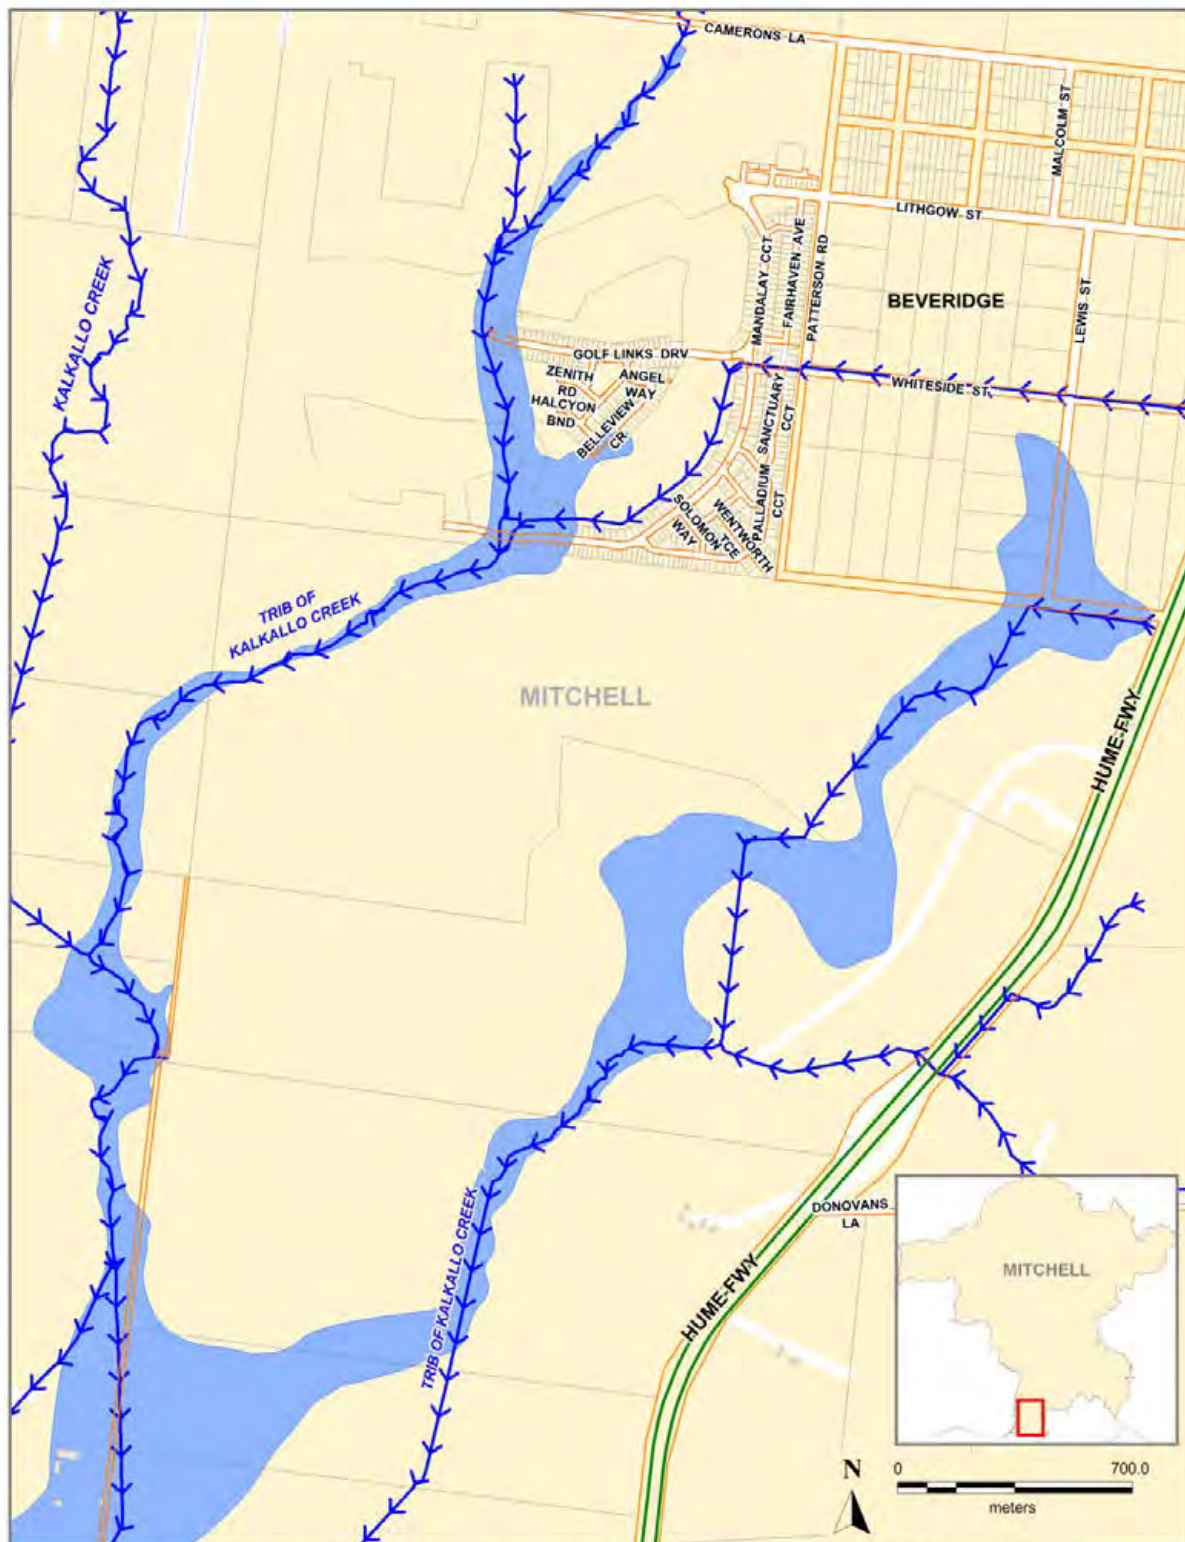 CAMERONS LA
MALCOLM ST
LITHGOW ST
KALKALLO CREEK
MANDALAY CCT
FAIRHAVEN AVE
PATTERSON RD
BEVERIDGE
LEWIS ST
GOLF LINKS DRV
ZENITH
RD
ANGEL
WAY
HALCYON
BND
BELLEVIEW
CR
WHITESIDE ST
SANCTUARY
CCT
PALLADIUM
CCT
SOLOMON
WAY
WENTWORTH
TCE
TRIB OF
KALKALLO CREEK
MITCHELL
HUME FWY
TRIB OF KALKALLO CREEK
DONOVANS
LA
HUME FWY
MITCHELL
N
0 700.0
meters